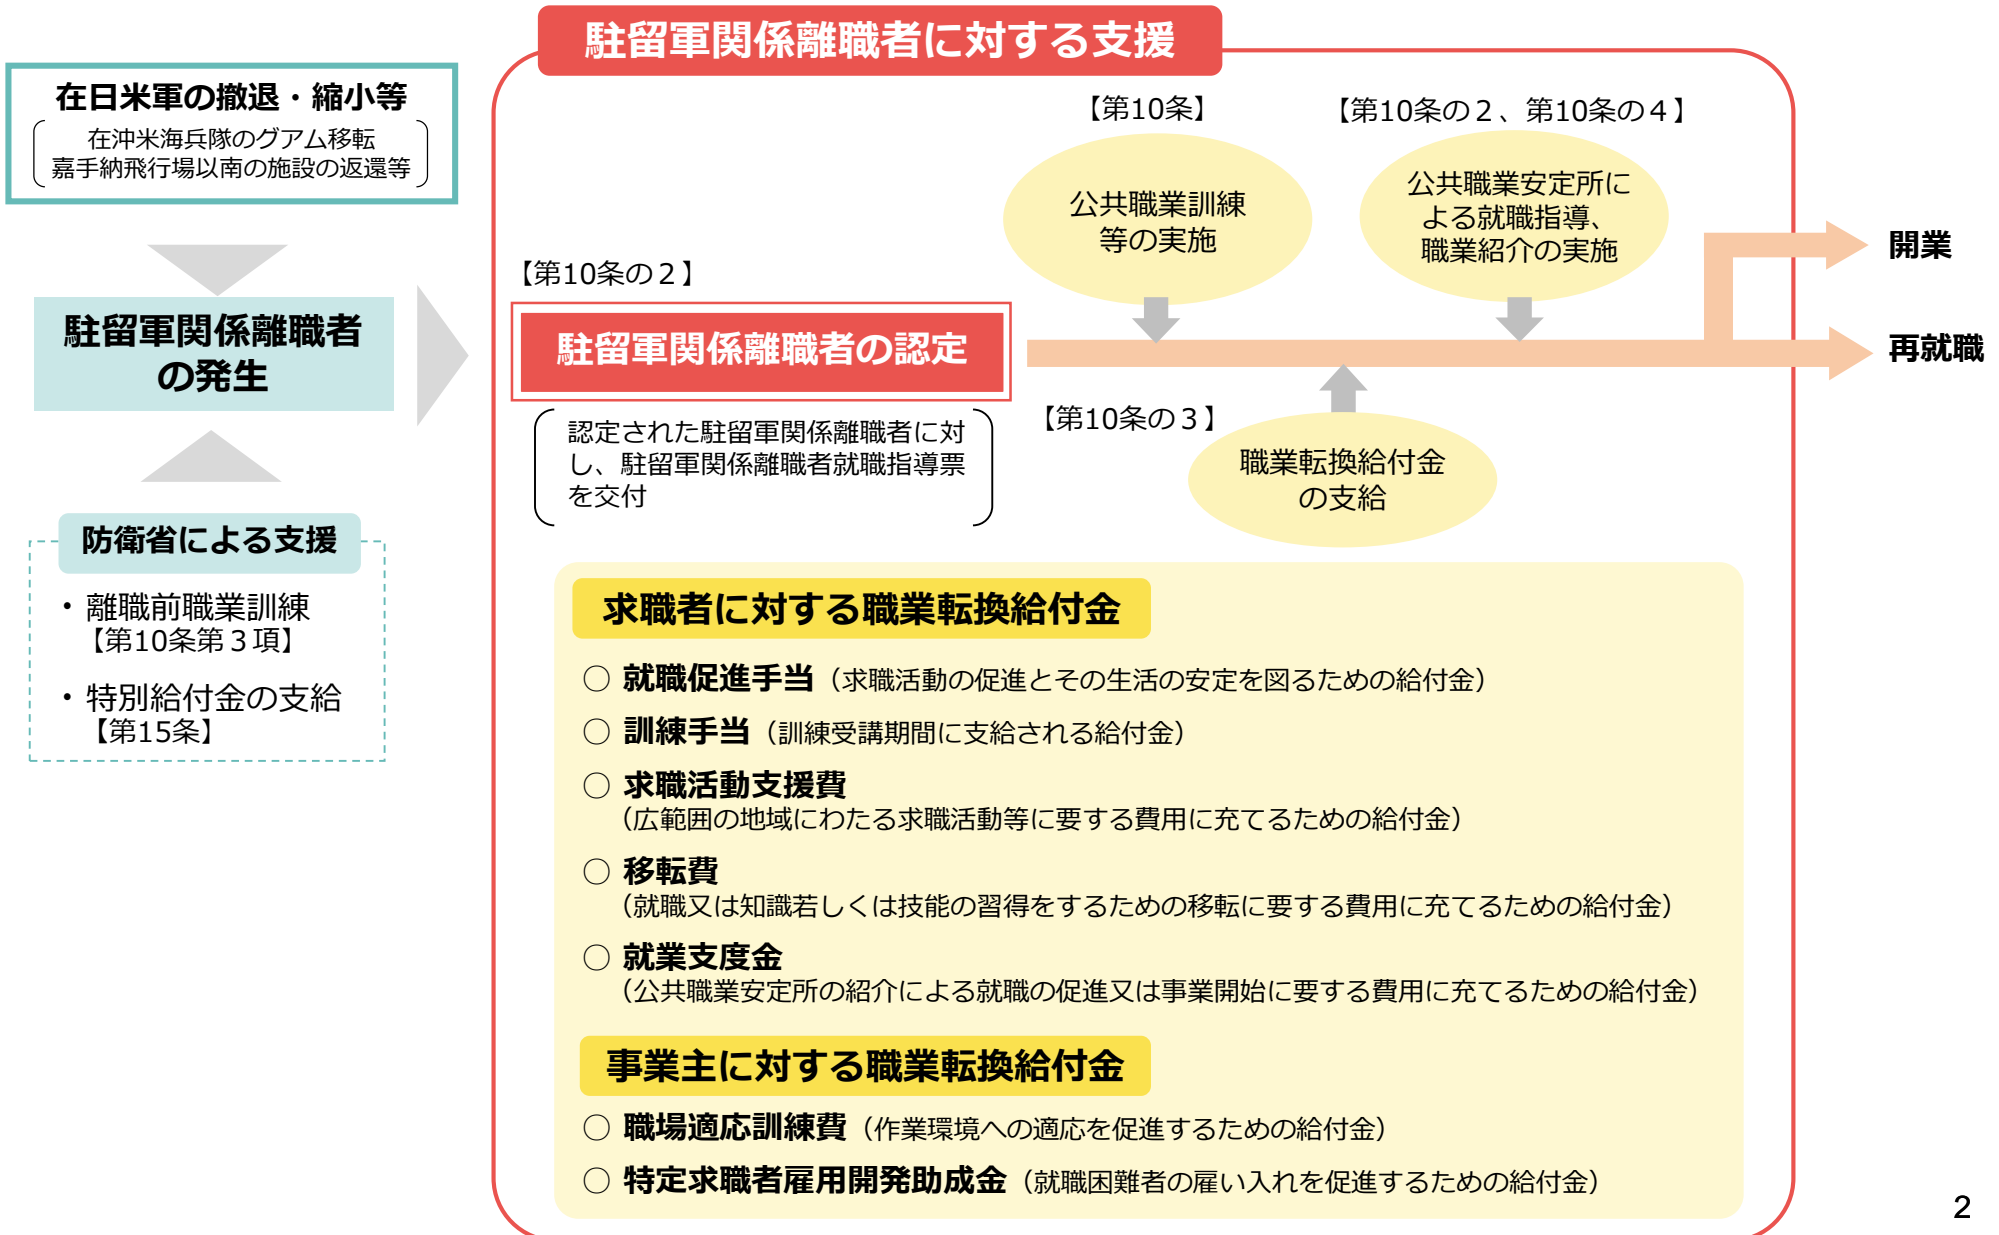 駐留軍関係離職者に対する支援
在日米軍の撤退・縮小等
在沖米海兵隊のグアム移転
嘉手納飛行場以南の施設の返還等
駐留軍関係離職者
の発生
防衛省による支援
・離職前職業訓練
【第10条第３項】
・特別給付金の支給
【第15条】
【第10条の２】
駐留軍関係離職者の認定
認定された駐留軍関係離職者に対
し、駐留軍関係離職者就職指導票
を交付
【第10条】
公共職業訓練
等の実施
【第10条の２、第10条の４】
公共職業安定所に
よる就職指導、
職業紹介の実施
【第10条の３】
職業転換給付金
の支給
開業
再就職
求職者に対する職業転換給付金
○ 就職促進手当（求職活動の促進とその生活の安定を図るための給付金）
○ 訓練手当（訓練受講期間に支給される給付金）
○ 求職活動支援費
（広範囲の地域にわたる求職活動等に要する費用に充てるための給付金）
○ 移転費
（就職又は知識若しくは技能の習得をするための移転に要する費用に充てるための給付金）
○ 就業支度金
（公共職業安定所の紹介による就職の促進又は事業開始に要する費用に充てるための給付金）
事業主に対する職業転換給付金
○ 職場適応訓練費（作業環境への適応を促進するための給付金）
○ 特定求職者雇用開発助成金（就職困難者の雇い入れを促進するための給付金）
2